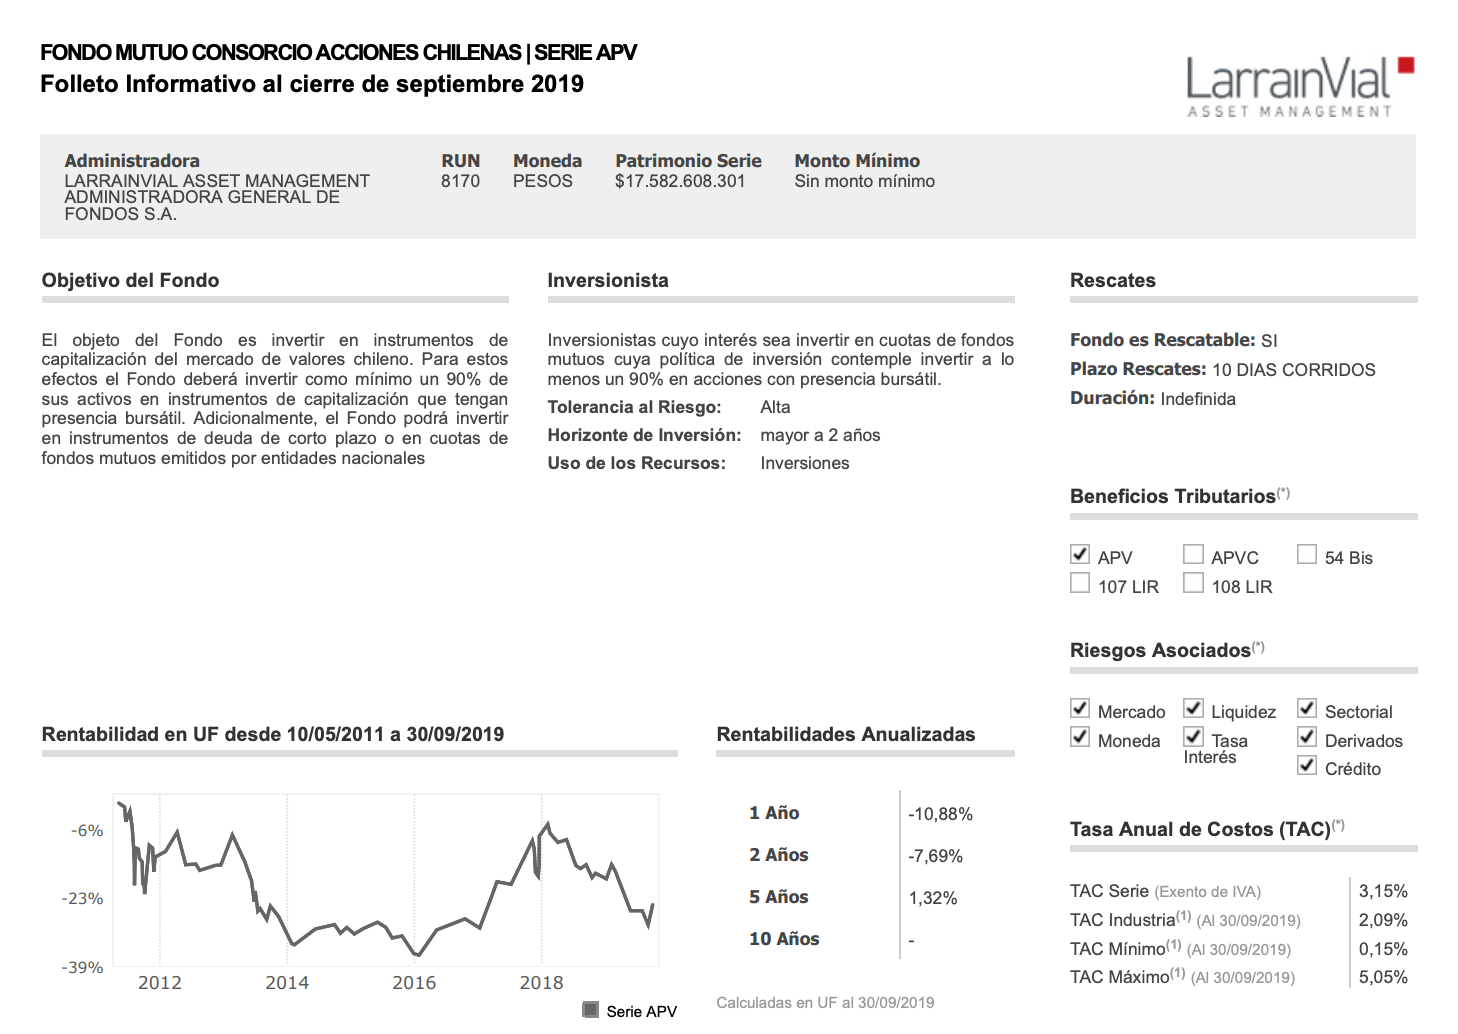 FONDO MUTUO CONSORCIO ACCIONES CHILENAS | SERIE APV
Folleto Informativo al cierre de septiembre 2019
LarrainVial
ASSET MANAGEMENT
Administradora
LARRAINVIAL ASSET MANAGEMENT
ADMINISTRADORA GENERAL DE
FONDOS S.A.
RUN
8170
Moneda
PESOS
Patrimonio Serie
$17.582.608.301
Monto Mínimo
Sin monto mínimo
Objetivo del Fondo
El objeto del Fondo es invertir en instrumentos de
capitalización del mercado de valores chileno. Para estos
efectos el Fondo deberá invertir como mínimo un 90% de
sus activos en instrumentos de capitalización que tengan
presencia bursátil. Adicionalmente, el Fondo podrá invertir
en instrumentos de deuda de corto plazo o en cuotas de
fondos mutuos emitidos por entidades nacionales
Inversionista
Inversionistas cuyo interés sea invertir en cuotas de fondos
mutuos cuya política de inversión contemple invertir a lo
menos un 90% en acciones con presencia bursátil.
Tolerancia al Riesgo: Alta
Horizonte de Inversión: mayor a 2 años
Uso de los Recursos: Inversiones
Rescates
Fondo es Rescatable: SI
Plazo Rescates: 10 DIAS CORRIDOS
Duración: Indefinida
Beneficios Tributarios(*)
APV APVC 54 Bis
107 LIR 108 LIR
Riesgos Asociados(*)
Mercado Liquidez Sectorial
Moneda Tasa Interés Derivados
Crédito
Rentabilidad en UF desde 10/05/2011 a 30/09/2019
-6%
-23%
-39%
2012 2014 2016 2018
Serie APV
Rentabilidades Anualizadas
1 Año -10,88%
2 Años -7,69%
5 Años 1,32%
10 Años -
Calculadas en UF al 30/09/2019
Tasa Anual de Costos (TAC)(*)
TAC Serie (Exento de IVA) 3,15%
TAC Industria(1) (Al 30/09/2019) 2,09%
TAC Mínimo(1) (Al 30/09/2019) 0,15%
TAC Máximo(1) (Al 30/09/2019) 5,05%